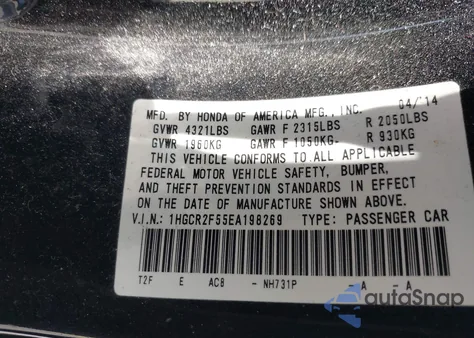 MFD. BY HONDA OF AMERICA MFG., INC. 04/'14
GVWR 4321LBS GAWR F 2315LBS R 2050LBS
GVWR 1960KG GAWR F 1050KG. R 930KG
THIS VEHICLE CONFORMS TO ALL APPLICABLE
FEDERAL MOTOR VEHICLE SAFETY, BUMPER,
AND THEFT PREVENTION STANDARDS IN EFFECT
ON THE DATE OF MANUFACTURE SHOWN ABOVE.
V.I.N.: 1HGCR2F55EA198269 TYPE: PASSENGER CAR
T2F E AC8 - NH731P - A A
autoSnap